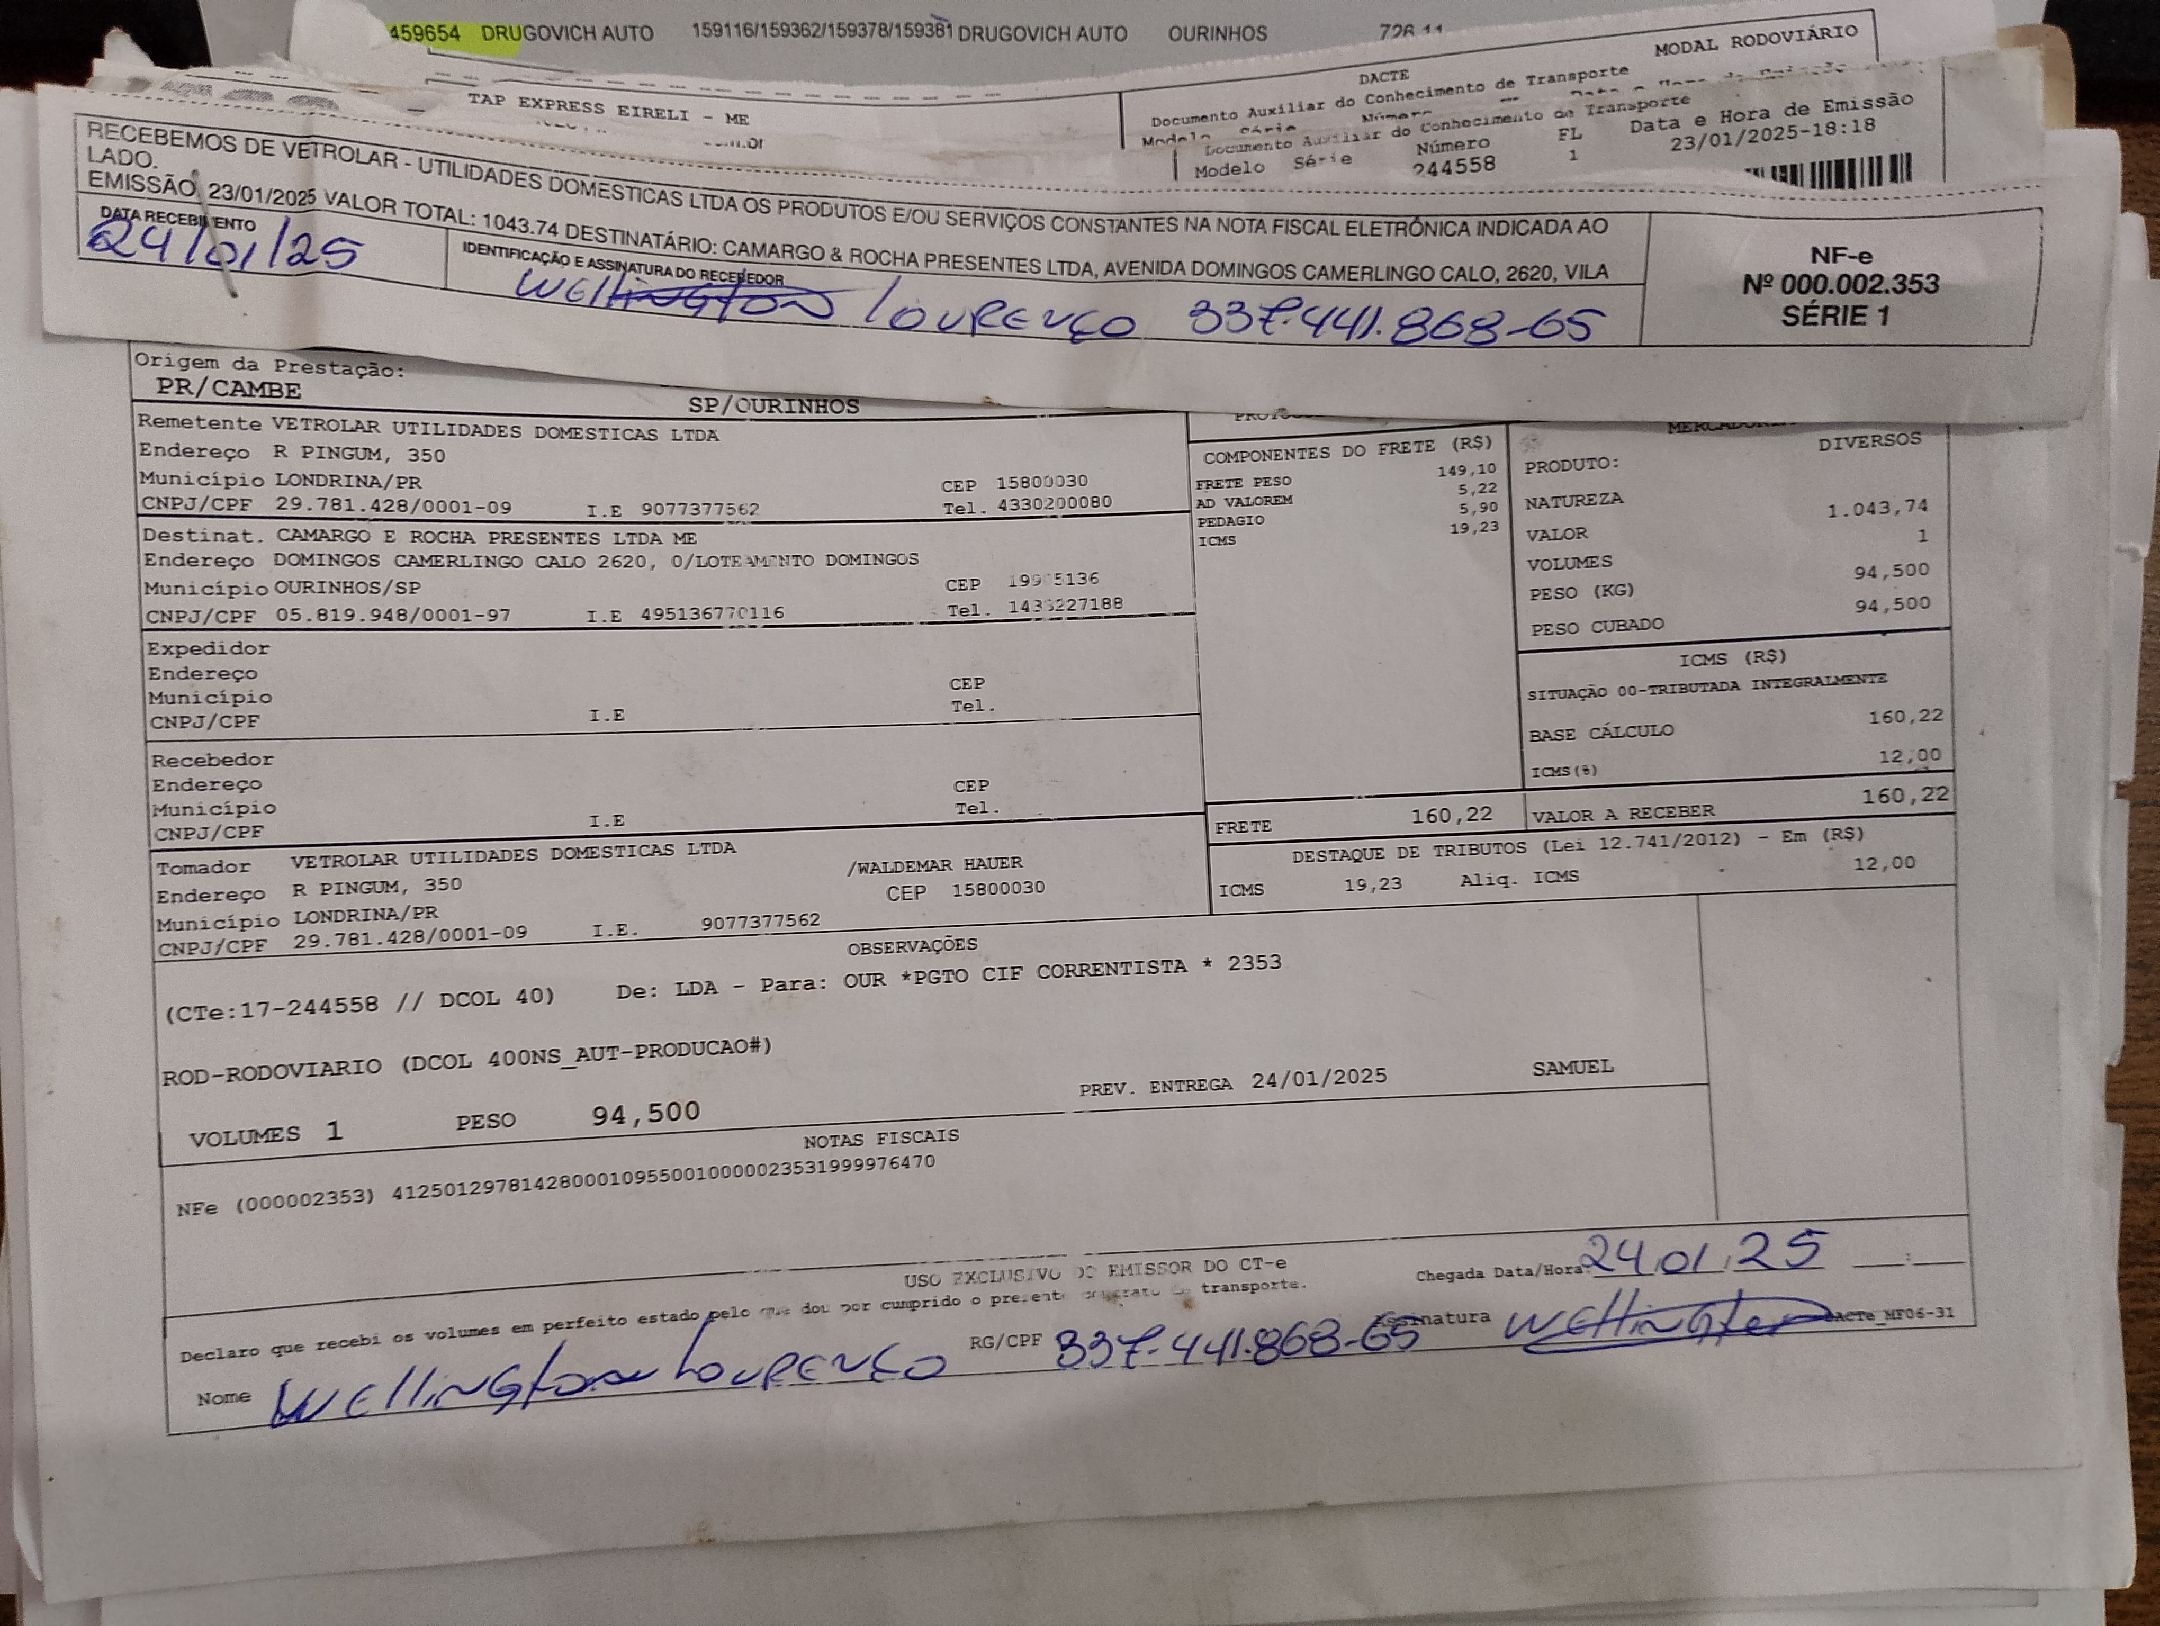 459654 DRUGOVICH AUTO 159116/159362/159378/159381 DRUGOVICH AUTO OURINHOS
TAP EXPRESS EIRELI - ME
DACTE
MODAL RODOVIÁRIO
Documento Auxiliar do Conhecimento de Transporte
Documento Auxiliar do Conhecimento de Transporte
Modelo Série Número FL Data e Hora de Emissão
244558 1 23/01/2025-18:18
RECEBEMOS DE VETROLAR - UTILIDADES DOMESTICAS LTDA OS PRODUTOS E/OU SERVIÇOS CONSTANTES NA NOTA FISCAL ELETRÔNICA INDICADA AO
LADO.
EMISSÃO: 23/01/2025 VALOR TOTAL: 1043.74 DESTINATÁRIO: CAMARGO & ROCHA PRESENTES LTDA, AVENIDA DOMINGOS CAMERLINGO CALO, 2620, VILA
DATA RECEBIMENTO
24/01/25
IDENTIFICAÇÃO E ASSINATURA DO RECEBEDOR
Wellington Lourenço 337.441.868-65
NF-e
Nº 000.002.353
SÉRIE 1
Origem da Prestação:
PR/CAMBE
SP/OURINHOS
Remetente VETROLAR UTILIDADES DOMESTICAS LTDA
Endereço R PINGUM, 350
Município LONDRINA/PR CEP 15800030
CNPJ/CPF 29.781.428/0001-09 I.E 9077377562 Tel. 4330200080
Destinat. CAMARGO E ROCHA PRESENTES LTDA ME
Endereço DOMINGOS CAMERLINGO CALO 2620, 0/LOTEAMENTO DOMINGOS
Município OURINHOS/SP CEP
CNPJ/CPF 05.819.948/0001-97 I.E 495136770116 Tel. 1433227188
Expedidor
Endereço
Município CEP
CNPJ/CPF I.E Tel.
Recebedor
Endereço
Município CEP
CNPJ/CPF I.E Tel.
Tomador VETROLAR UTILIDADES DOMESTICAS LTDA
Endereço R PINGUM, 350 /WALDEMAR HAUER
Município LONDRINA/PR CEP 15800030
CNPJ/CPF 29.781.428/0001-09 I.E. 9077377562
COMPONENTES DO FRETE (R$)
FRETE PESO 149,10
AD VALOREM 5,22
PEDAGIO 5,90
ICMS 19,23
PRODUTO: DIVERSOS
NATUREZA
VALOR 1.043,74
VOLUMES 1
PESO (KG) 94,500
PESO CUBADO 94,500
ICMS (R$)
SITUAÇÃO 00-TRIBUTADA INTEGRALMENTE
BASE CÁLCULO 160,22
ICMS(%) 12,00
FRETE 160,22 VALOR A RECEBER 160,22
DESTAQUE DE TRIBUTOS (Lei 12.741/2012) - Em (R$)
ICMS 19,23 Aliq. ICMS 12,00
OBSERVAÇÕES
(CTe:17-244558 // DCOL 40) De: LDA - Para: OUR *PGTO CIF CORRENTISTA * 2353
ROD-RODOVIARIO (DCOL 400NS_AUT-PRODUCAO#)
VOLUMES 1 PESO 94,500 PREV. ENTREGA 24/01/2025 SAMUEL
NOTAS FISCAIS
NFe (000002353) 41250129781428000109550010000023531999976470
USO EXCLUSIVO DO EMISSOR DO CT-e
Chegada Data/Hora: 24 01 25
Declaro que recebi os volumes em perfeito estado pelo que dou por cumprido o presente contrato de transporte.
Nome Wellington Lourenço RG/CPF 337.441.868-65 Assinatura Wellington DACTe_MF06-31